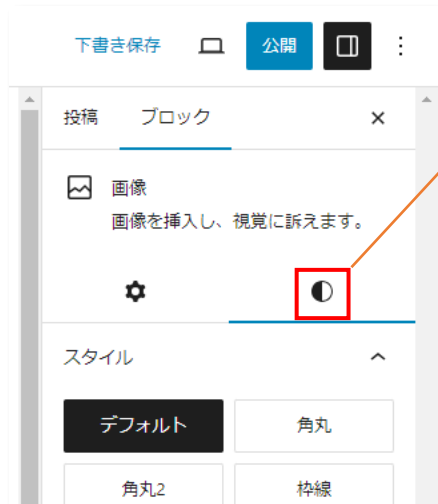 下書き保存 公開
投稿 ブロック
画像
画像を挿入し、視覚に訴えます。
スタイル
デフォルト 角丸
角丸2 枠線